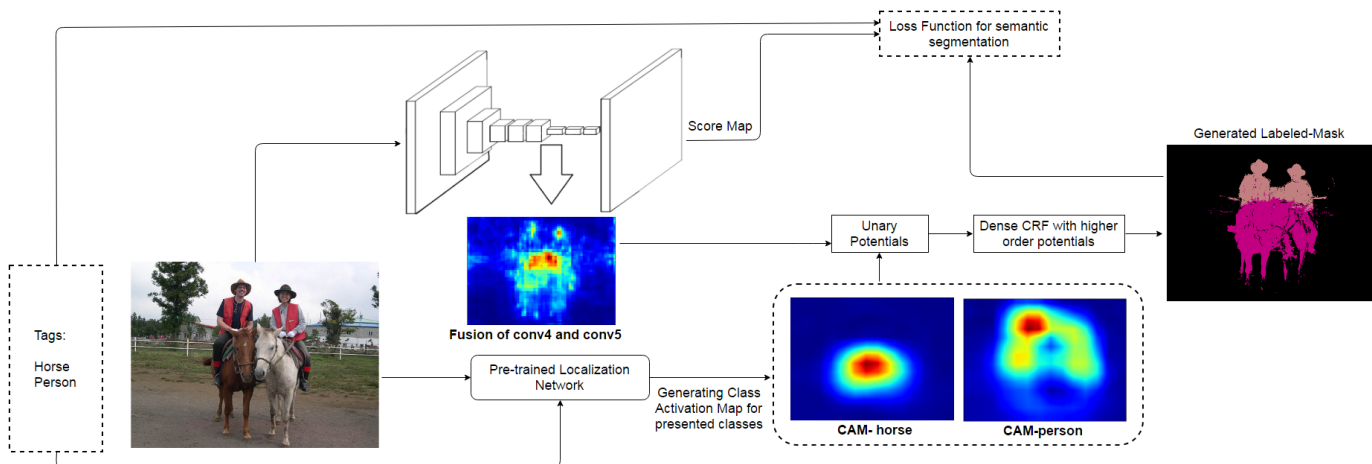 Loss Function for semantic
segmentation
Score Map
Generated Labeled-Mask
Unary
Potentials
Dense CRF with higher
order potentials
Tags:
Horse
Person
Fusion of conv4 and conv5
Pre-trained Localization
Network
Generating Class
Activation Map for
presented classes
CAM- horse
CAM-person